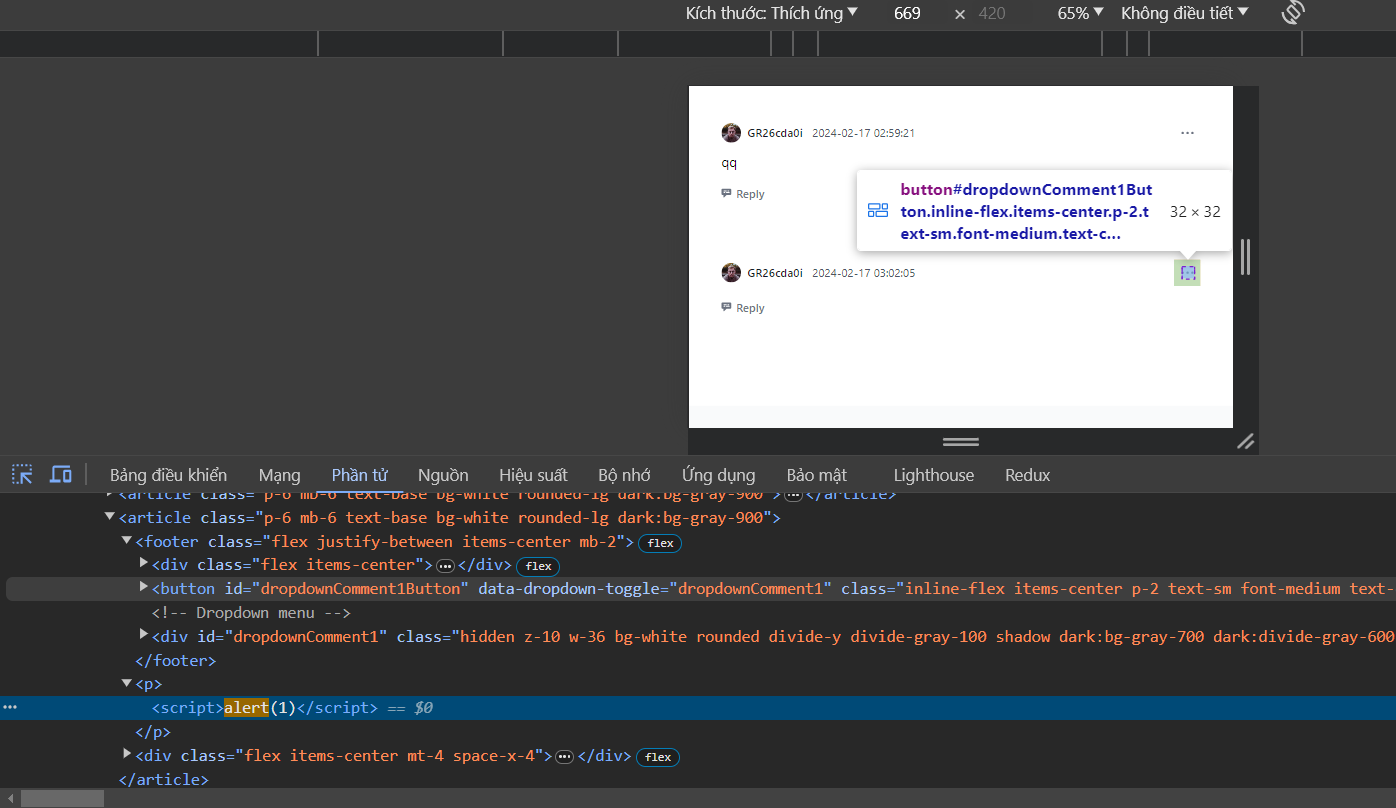 Kích thước: Thích ứng 669 × 420 65% Không điều tiết
GR26cda0i 2024-02-17 02:59:21 ...
qq
Reply
button#dropdownComment1But
ton.inline-flex.items-center.p-2.t
ext-sm.font-medium.text-c...
32 × 32
GR26cda0i 2024-02-17 03:02:05
Reply
Bảng điều khiển Mạng Phần tử Nguồn Hiệu suất Bộ nhớ Ứng dụng Bảo mật Lighthouse Redux
<article class="p-6 mb-6 text-base bg-white rounded-lg dark:bg-gray-900">...</article>
<article class="p-6 mb-6 text-base bg-white rounded-lg dark:bg-gray-900">
<footer class="flex justify-between items-center mb-2"> flex
<div class="flex items-center">...</div> flex
<button id="dropdownComment1Button" data-dropdown-toggle="dropdownComment1" class="inline-flex items-center p-2 text-sm font-medium text-
<!-- Dropdown menu -->
<div id="dropdownComment1" class="hidden z-10 w-36 bg-white rounded divide-y divide-gray-100 shadow dark:bg-gray-700 dark:divide-gray-600
</footer>
<p>
... <script>alert(1)</script> == $0
</p>
<div class="flex items-center mt-4 space-x-4">...</div> flex
</article>